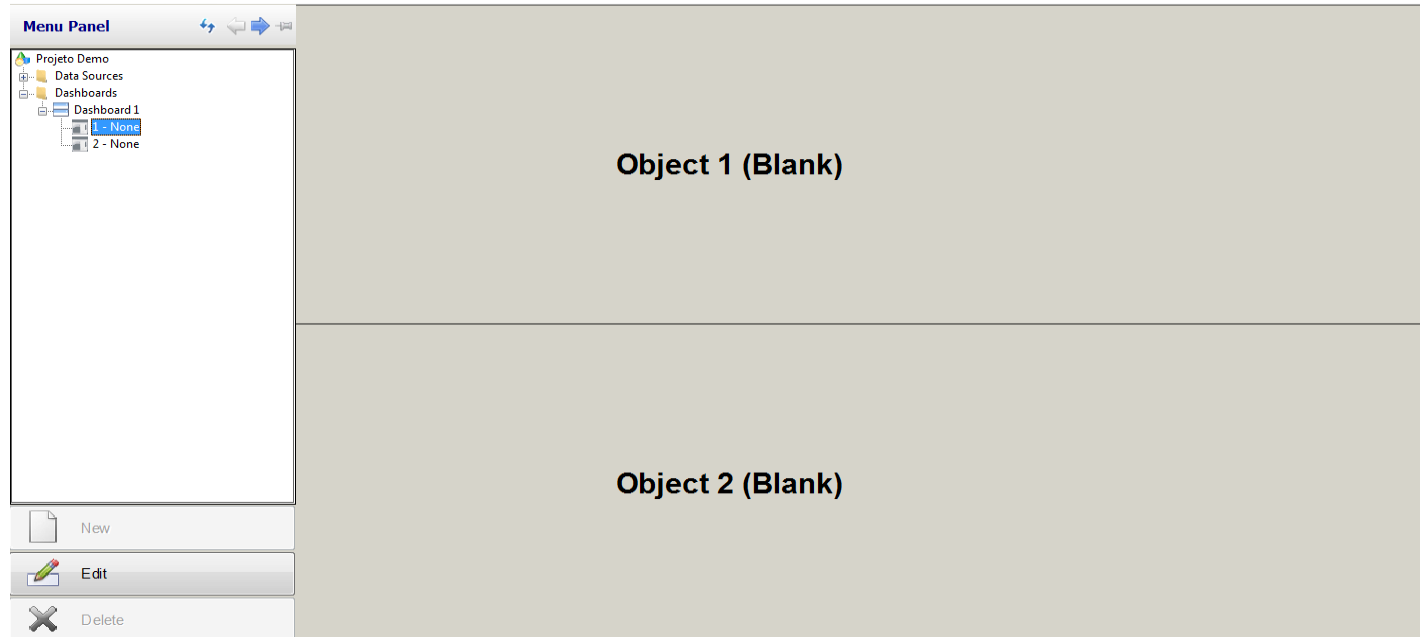 Menu Panel
Projeto Demo
Data Sources
Dashboards
Dashboard 1
1 - None
2 - None
New
Edit
Delete
Object 1 (Blank)
Object 2 (Blank)